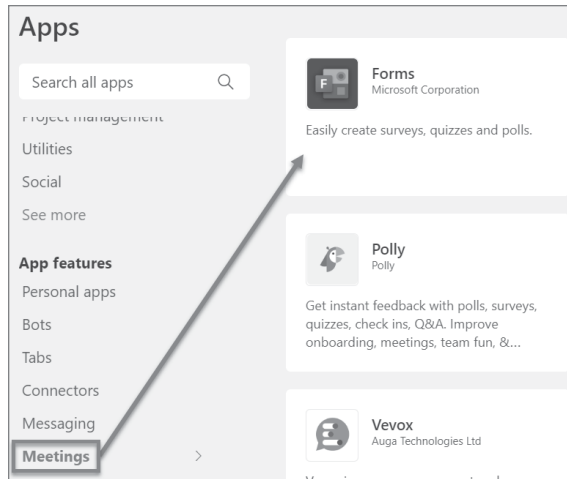 Apps
Search all apps
Project management
Utilities
Social
See more
App features
Personal apps
Bots
Tabs
Connectors
Messaging
Meetings
F
Forms
Microsoft Corporation
Easily create surveys, quizzes and polls.
Polly
Polly
Get instant feedback with polls, surveys,
quizzes, check ins, Q&A. Improve
onboarding, meetings, team fun, &...
Vevox
Auga Technologies Ltd